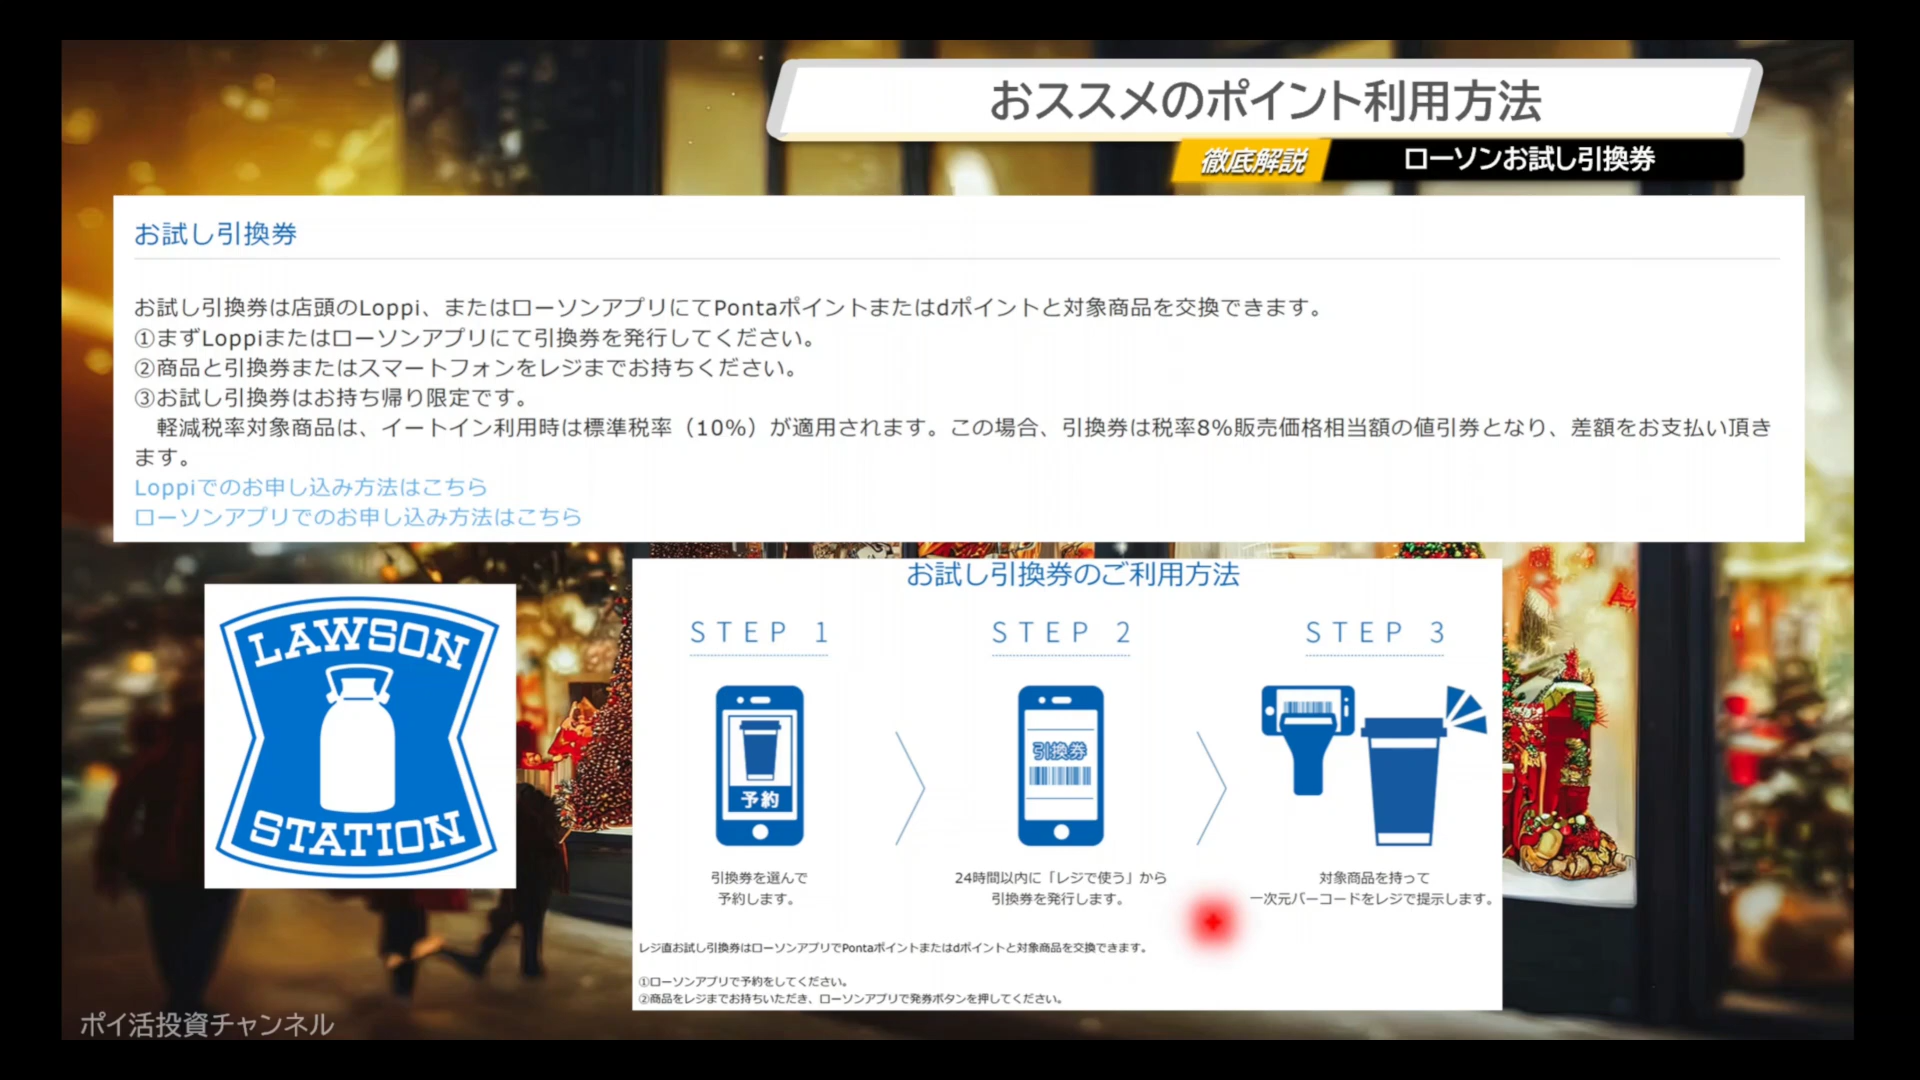 おススメのポイント利用方法
徹底解説 ローソンお試し引換券
お試し引換券
お試し引換券は店頭のLoppi、またはローソンアプリにてPontaポイントまたはdポイントと対象商品を交換できます。
①まずLoppiまたはローソンアプリにて引換券を発行してください。
②商品と引換券またはスマートフォンをレジまでお持ちください。
③お試し引換券はお持ち帰り限定です。
軽減税率対象商品は、イートイン利用時は標準税率（10%）が適用されます。この場合、引換券は税率8%販売価格相当額の値引券となり、差額をお支払い頂き
ます。
Loppiでのお申し込み方法はこちら
ローソンアプリでのお申し込み方法はこちら
LAWSON
STATION
お試し引換券のご利用方法
STEP 1
STEP 2
STEP 3
予約
引換券
引換券を選んで
予約します。
24時間以内に「レジで使う」から
引換券を発行します。
対象商品を持って
一次元バーコードをレジで提示します。
レジ直お試し引換券はローソンアプリでPontaポイントまたはdポイントと対象商品を交換できます。
①ローソンアプリで予約をしてください。
②商品をレジまでお持ちいただき、ローソンアプリで発券ボタンを押してください。
ポイ活投資チャンネル